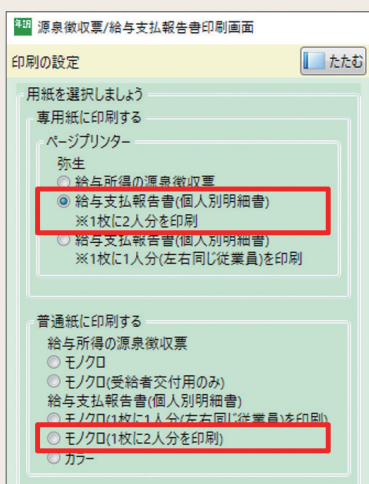 年調 源泉徴収票/給与支払報告書印刷画面
印刷の設定
たたむ
用紙を選択しましょう
専用紙に印刷する
ページプリンター
弥生
給与所得の源泉徴収票
給与支払報告書(個人別明細書)
※1枚に2人分を印刷
給与支払報告書(個人別明細書)
※1枚に1人分(左右同じ従業員)を印刷
普通紙に印刷する
給与所得の源泉徴収票
モノクロ
モノクロ(受給者交付用のみ)
給与支払報告書(個人別明細書)
モノクロ(1枚に1人分(左右同じ従業員)を印刷)
モノクロ(1枚に2人分を印刷)
カラー